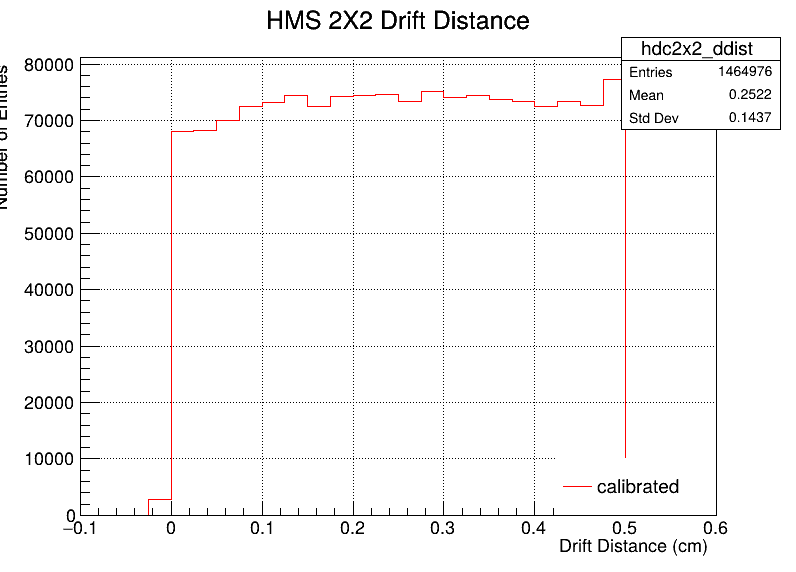 HMS 2X2 Drift Distance
hdc2x2_ddist
Entries 1464976
Mean 0.2522
Std Dev 0.1437
Number of Entries
80000
70000
60000
50000
40000
30000
20000
10000
0
−0.1 0 0.1 0.2 0.3 0.4 0.5 0.6
calibrated
Drift Distance (cm)